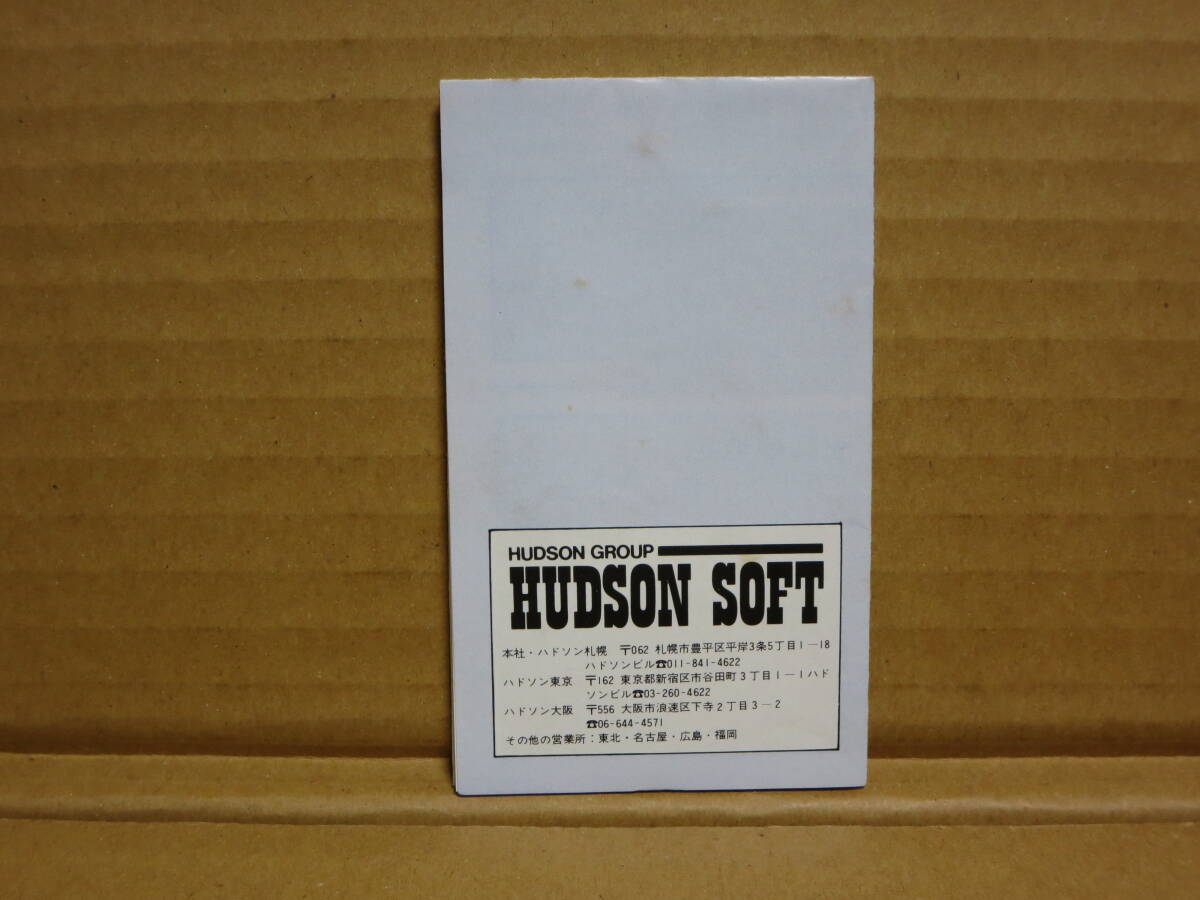 HUDSON GROUP
HUDSON SOFT
本社・ハドソン札幌 〒062 札幌市豊平区平岸3条5丁目1―18
ハドソンビル☎011-841-4622
ハドソン東京 〒162 東京都新宿区市谷田町3丁目1―1ハド
ソンビル☎03-260-4622
ハドソン大阪 〒556 大阪市浪速区下寺2丁目3―2
☎06-644-4571
その他の営業所：東北・名古屋・広島・福岡